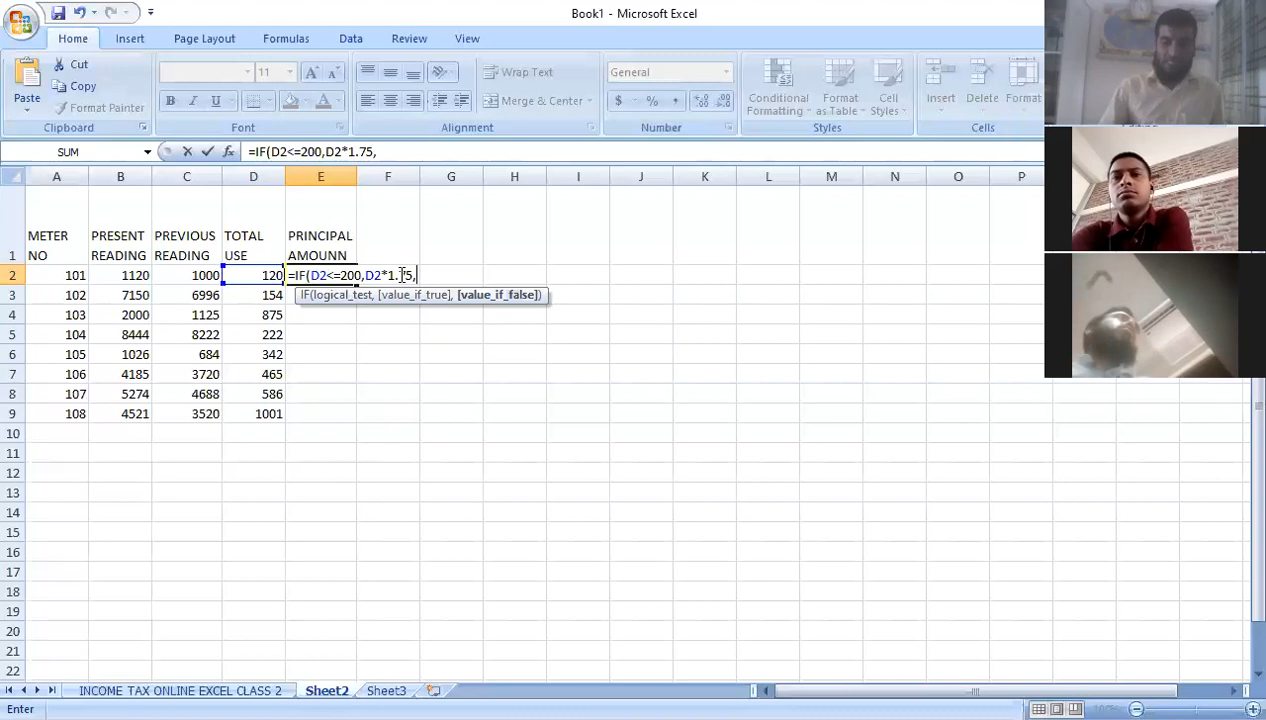 Book1 - Microsoft Excel
Home Insert Page Layout Formulas Data Review View
Cut
Copy
Format Painter
Paste
Clipboard
11
Font
Wrap Text
Merge & Center
Alignment
General
Number
Conditional Formatting
Format as Table
Cell Styles
Styles
Insert
Delete
Format
Cells
SUM =IF(D2<=200,D2*1.75,
A B C D E F G H I J K L M N O P
1 METER NO PRESENT READING PREVIOUS READING TOTAL USE PRINCIPAL AMOUNN
2 101 1120 1000 120 =IF(D2<=200,D2*1.75,
IF(logical_test, [value_if_true], [value_if_false])
3 102 7150 6996 154
4 103 2000 1125 875
5 104 8444 8222 222
6 105 1026 684 342
7 106 4185 3720 465
8 107 5274 4688 586
9 108 4521 3520 1001
10
11
12
13
14
15
16
17
18
19
20
21
22
INCOME TAX ONLINE EXCEL CLASS 2 Sheet2 Sheet3
Enter 100%